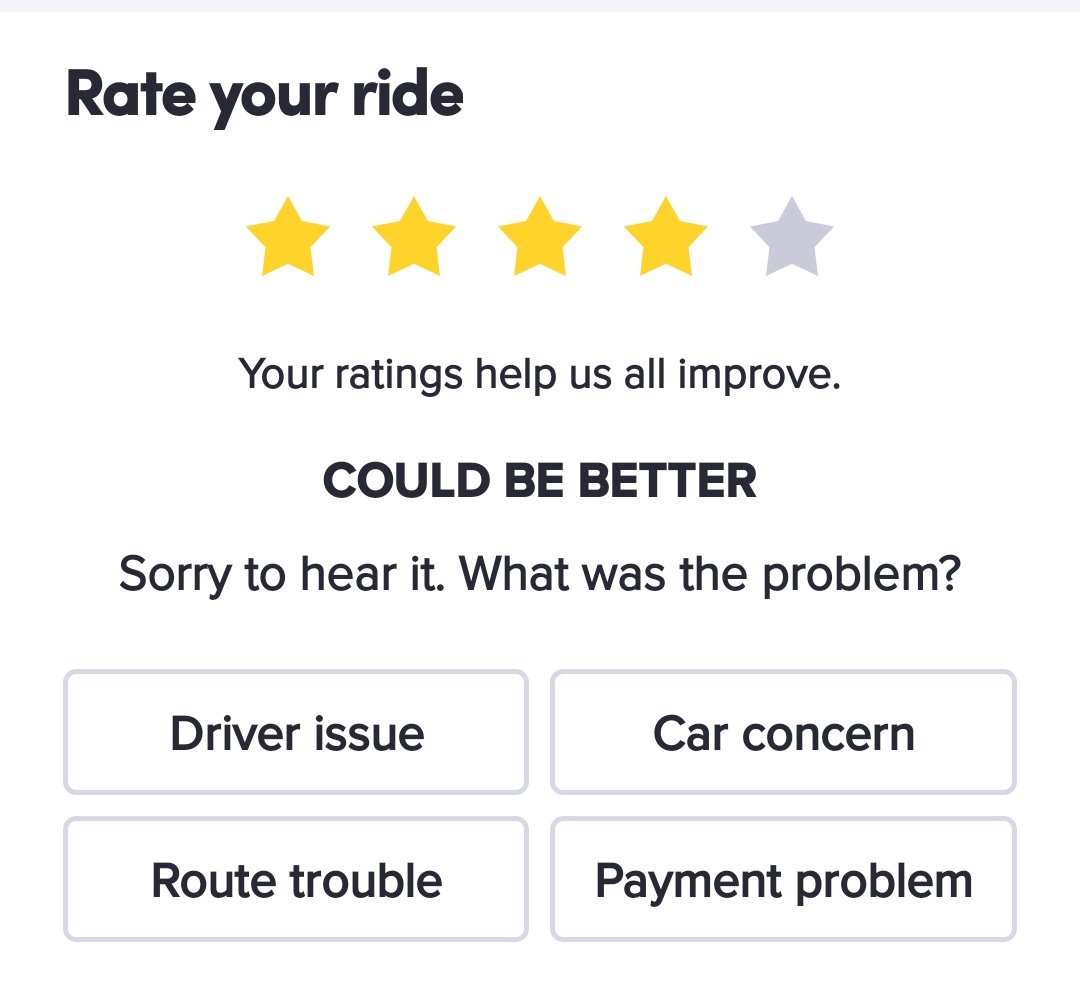 Rate your ride
Your ratings help us all improve.
COULD BE BETTER
Sorry to hear it. What was the problem?
Driver issue
Car concern
Route trouble
Payment problem